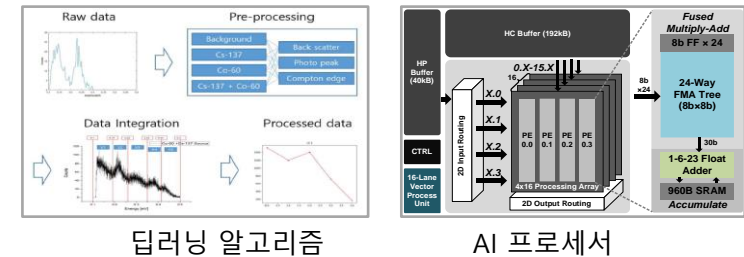 Raw data
Pre-processing
Background
Cs-137
Co-60
Cs-137 + Co-60
Back scatter
Photo peak
Compton edge
Data Integration
Processed data
HP
Buffer
(40kB)
CTRL
16-Lane
Vector
Process
Unit
HC Buffer (192kB)
2D Input Routing
0.X-15.X
16
X.0
X.1
X.2
X.3
PE
0.0
PE
0.1
PE
0.2
PE
0.3
4x16 Processing Array
2D Output Routing
8b
×24
Fused
Multiply-Add
8b FF × 24
24-Way
FMA Tree
(8b×8b)
30b
1-6-23 Float
Adder
960B SRAM
Accumulate
딥러닝 알고리즘
AI 프로세서